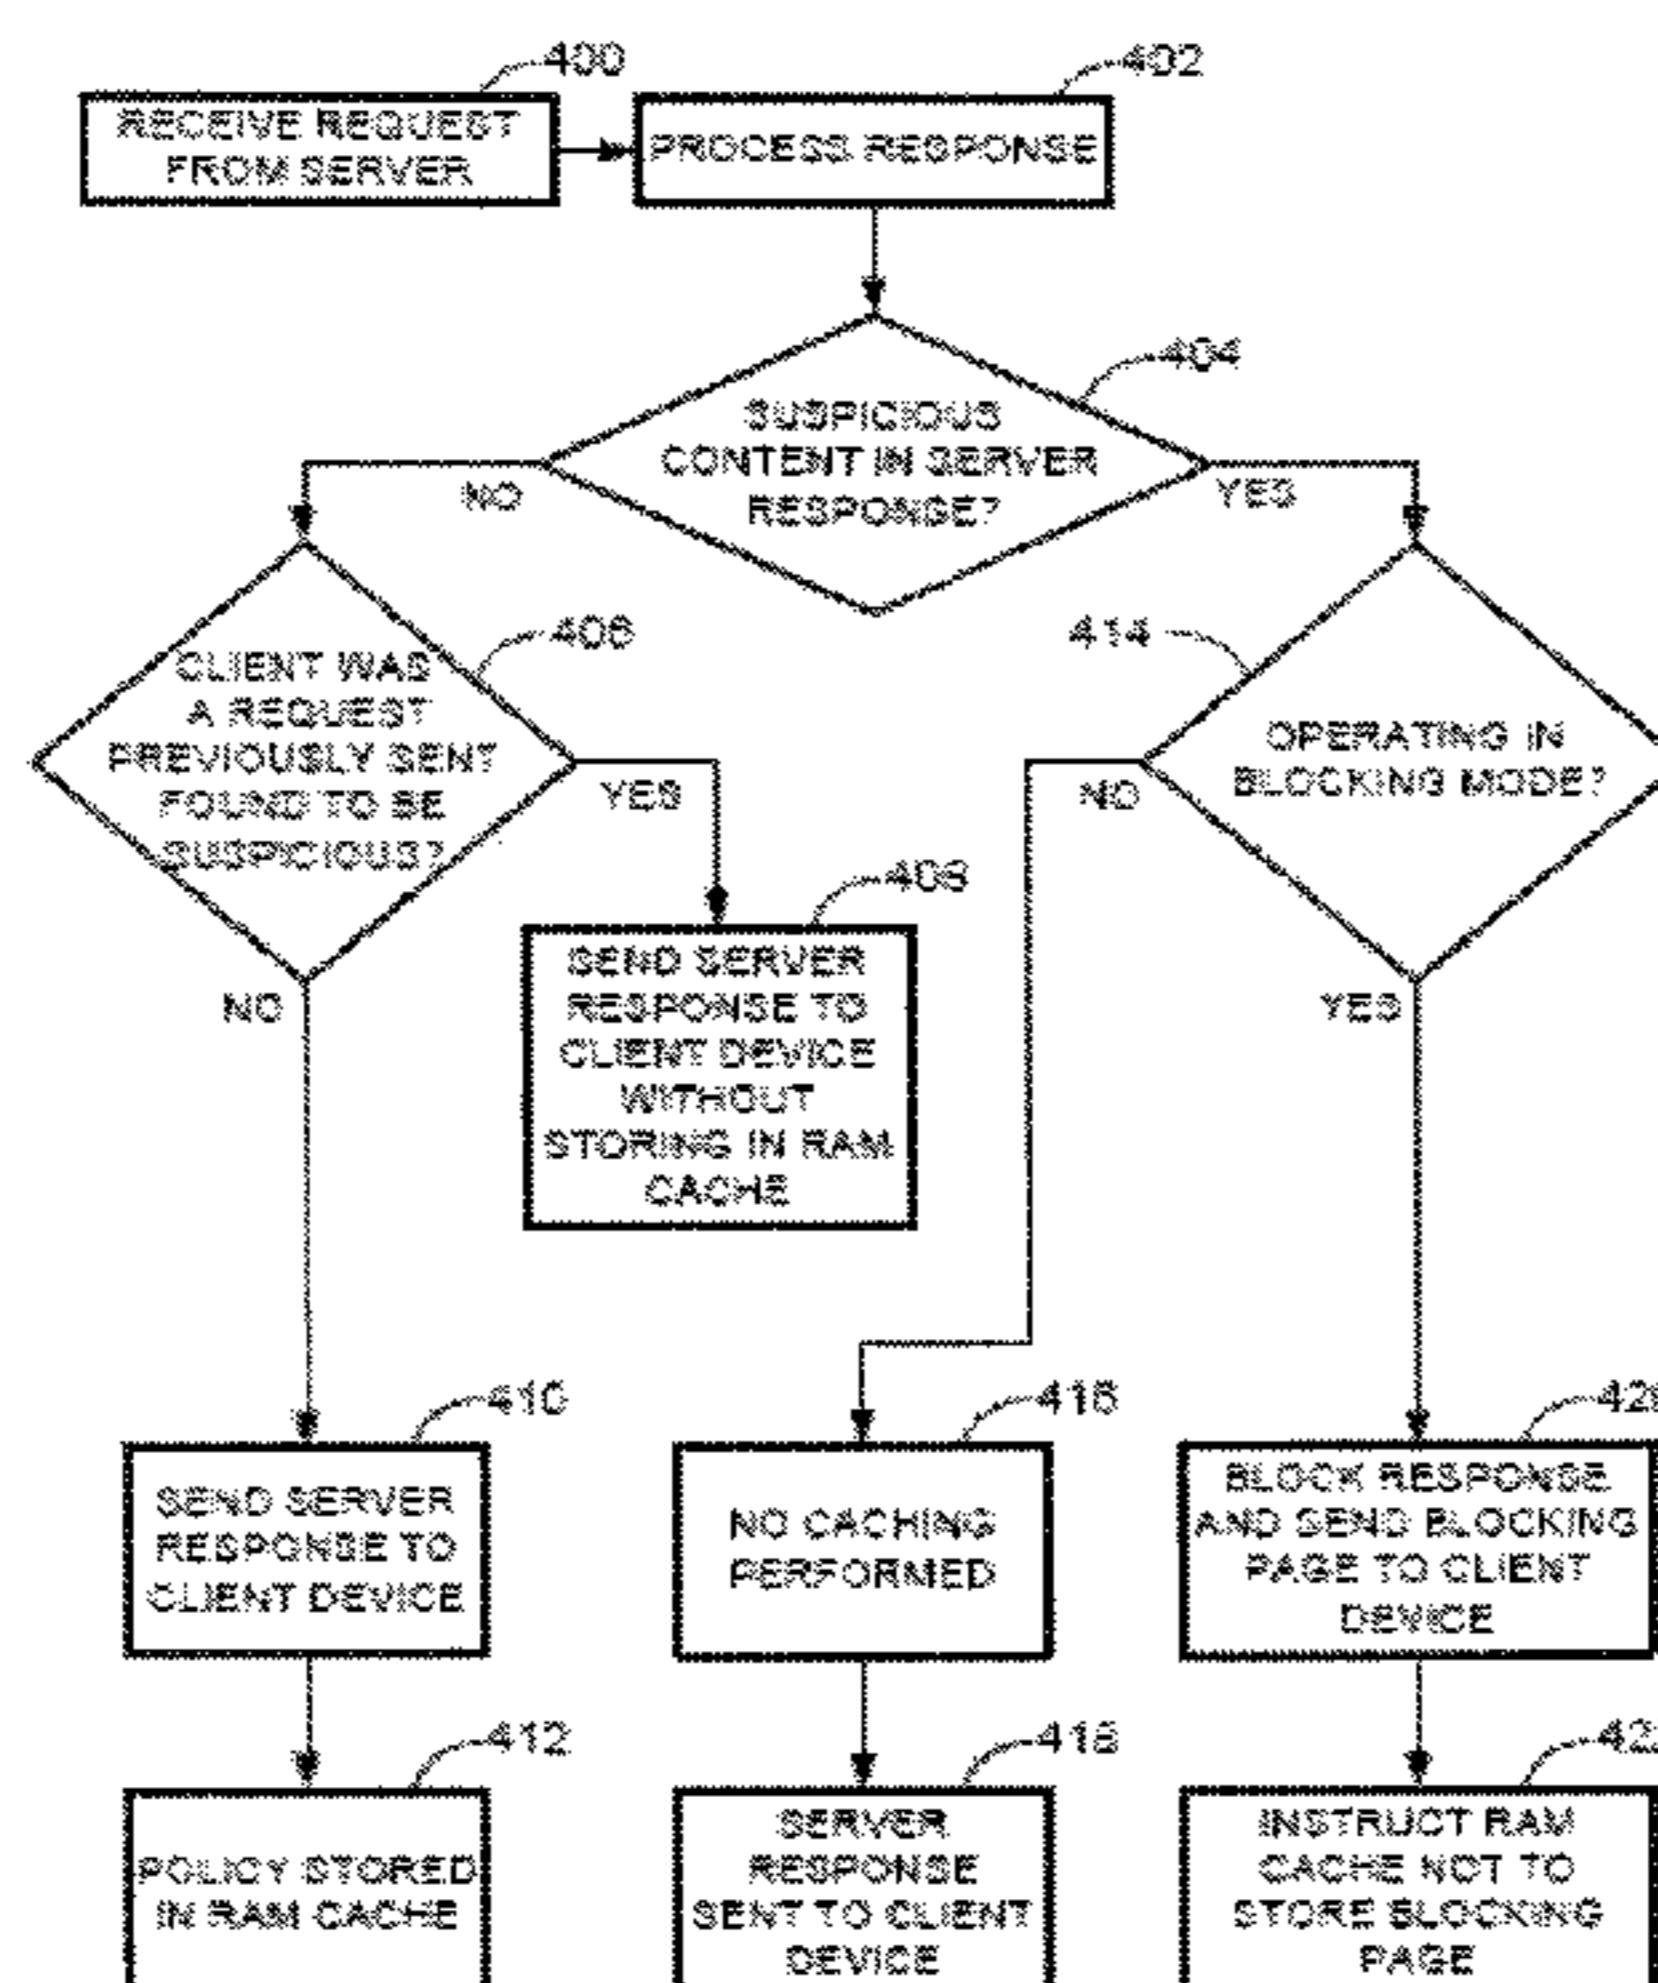 400
402
RECEIVE REQUEST
FROM SERVER
PROCESS RESPONSE
404
SUSPICIOUS
CONTENT IN SERVER
RESPONSE?
NO
YES
406
CLIENT WAS
A REQUEST
PREVIOUSLY SENT
FOUND TO BE
SUSPICIOUS?
YES
NO
414
OPERATING IN
BLOCKING MODE?
NO
YES
408
SEND SERVER
RESPONSE TO
CLIENT DEVICE
WITHOUT
STORING IN RAM
CACHE
410
SEND SERVER
RESPONSE TO
CLIENT DEVICE
416
NO CACHING
PERFORMED
BLOCK RESPONSE
AND SEND BLOCKING
PAGE TO CLIENT
DEVICE
412
POLICY STORED
IN RAM CACHE
418
SERVER
RESPONSE
SENT TO CLIENT
DEVICE
INSTRUCT RAM
CACHE NOT TO
STORE BLOCKING
PAGE